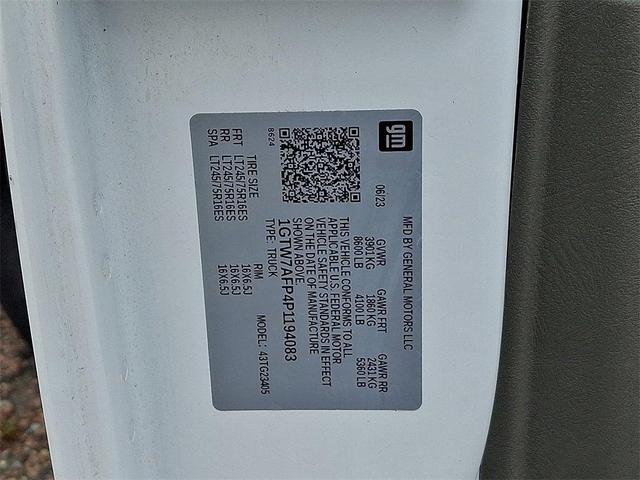 gm
MFD BY GENERAL MOTORS LLC
06/23
GVWR GAWR FRT GAWR RR
3901 KG 1860 KG 2431 KG
8600 LB 4100 LB 5360 LB
THIS VEHICLE CONFORMS TO ALL
APPLICABLE U.S. FEDERAL MOTOR
VEHICLE SAFETY STANDARDS IN EFFECT
ON THE DATE OF MANUFACTURE
SHOWN ABOVE.
1GTW7AFP4P1194083
TYPE: TRUCK
MODEL: 43TG23405
8624
TIRE SIZE RIM
FRT LT245/75R16ES 16X6.5J
RR LT245/75R16ES 16X6.5J
SPA LT245/75R16ES 16X6.5J